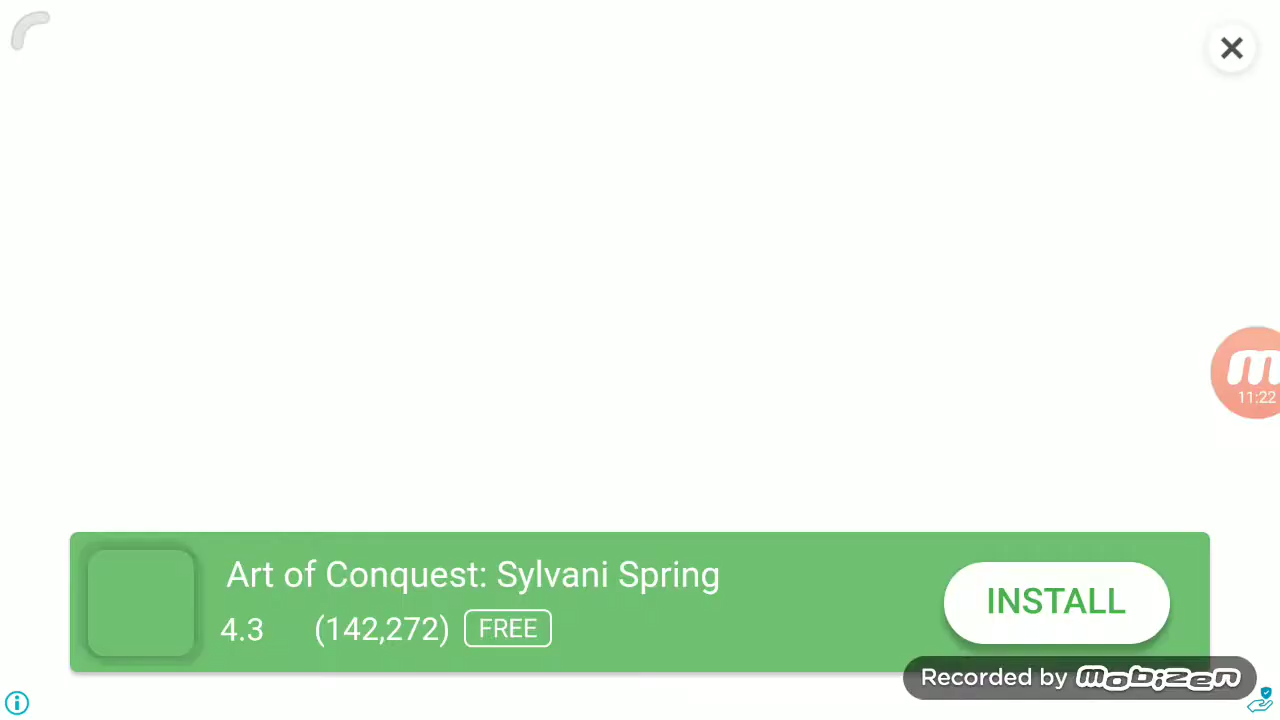 11:22
Art of Conquest: Sylvani Spring
4.3 (142,272) FREE
INSTALL
Recorded by mobizen